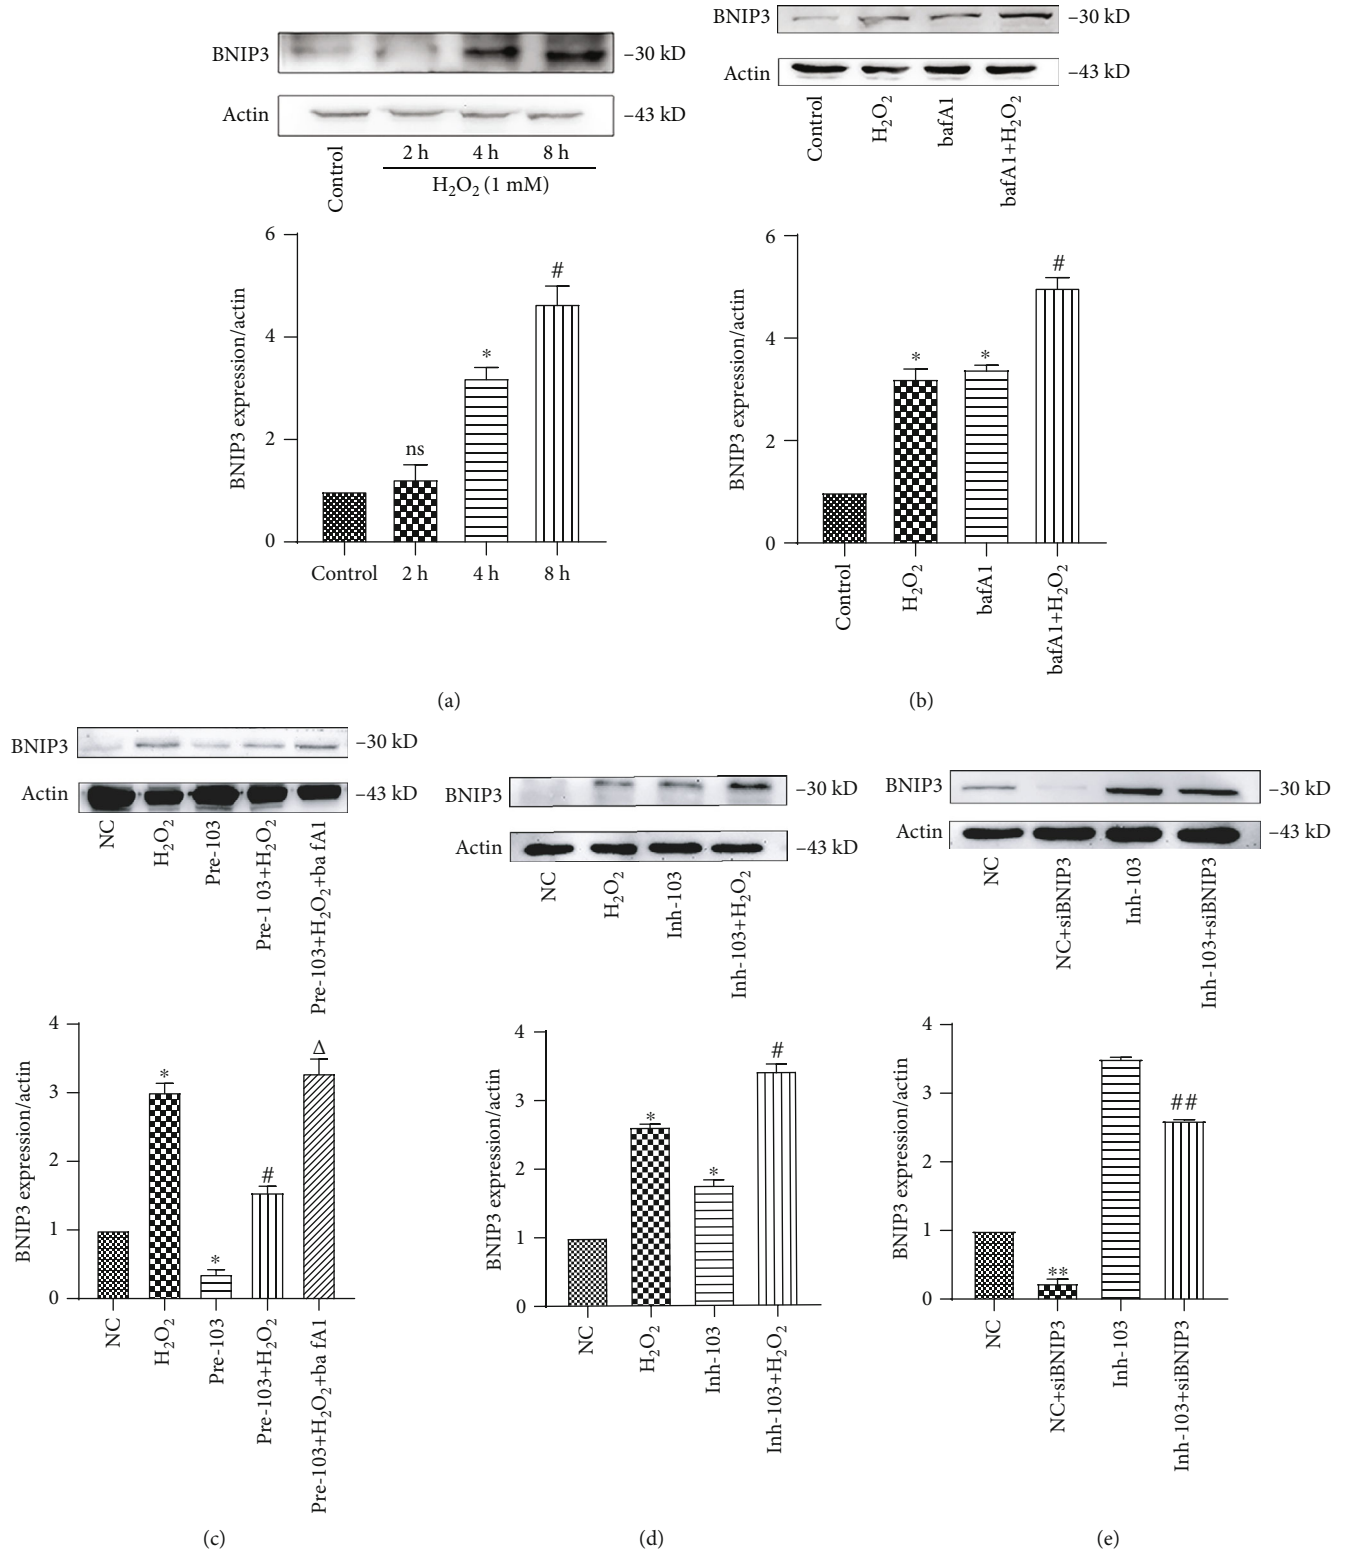 BNIP3
–30 kD
Actin
–43 kD
Control
2 h
4 h
8 h
H₂O₂ (1 mM)
BNIP3 expression/actin
6
4
2
0
ns
*
#
Control
2 h
4 h
8 h
(a)
BNIP3
–30 kD
Actin
–43 kD
Control
H₂O₂
bafA1
bafA1+H₂O₂
BNIP3 expression/actin
6
4
2
0
*
*
#
Control
H₂O₂
bafA1
bafA1+H₂O₂
(b)
BNIP3
–30 kD
Actin
–43 kD
NC
H₂O₂
Pre-103
Pre-1 03+H₂O₂
Pre-103+H₂O₂+ba fA1
BNIP3 expression/actin
4
3
2
1
0
*
*
#
Δ
NC
H₂O₂
Pre-103
Pre-103+H₂O₂
Pre-103+H₂O₂+ba fA1
(c)
BNIP3
–30 kD
Actin
–43 kD
NC
H₂O₂
Inh-103
Inh-103+H₂O₂
BNIP3 expression/actin
4
3
2
1
0
*
*
#
NC
H₂O₂
Inh-103
Inh-103+H₂O₂
(d)
BNIP3
–30 kD
Actin
–43 kD
NC
NC+siBNIP3
Inh-103
Inh-103+siBNIP3
BNIP3 expression/actin
4
3
2
1
0
**
##
NC
NC+siBNIP3
Inh-103
Inh-103+siBNIP3
(e)